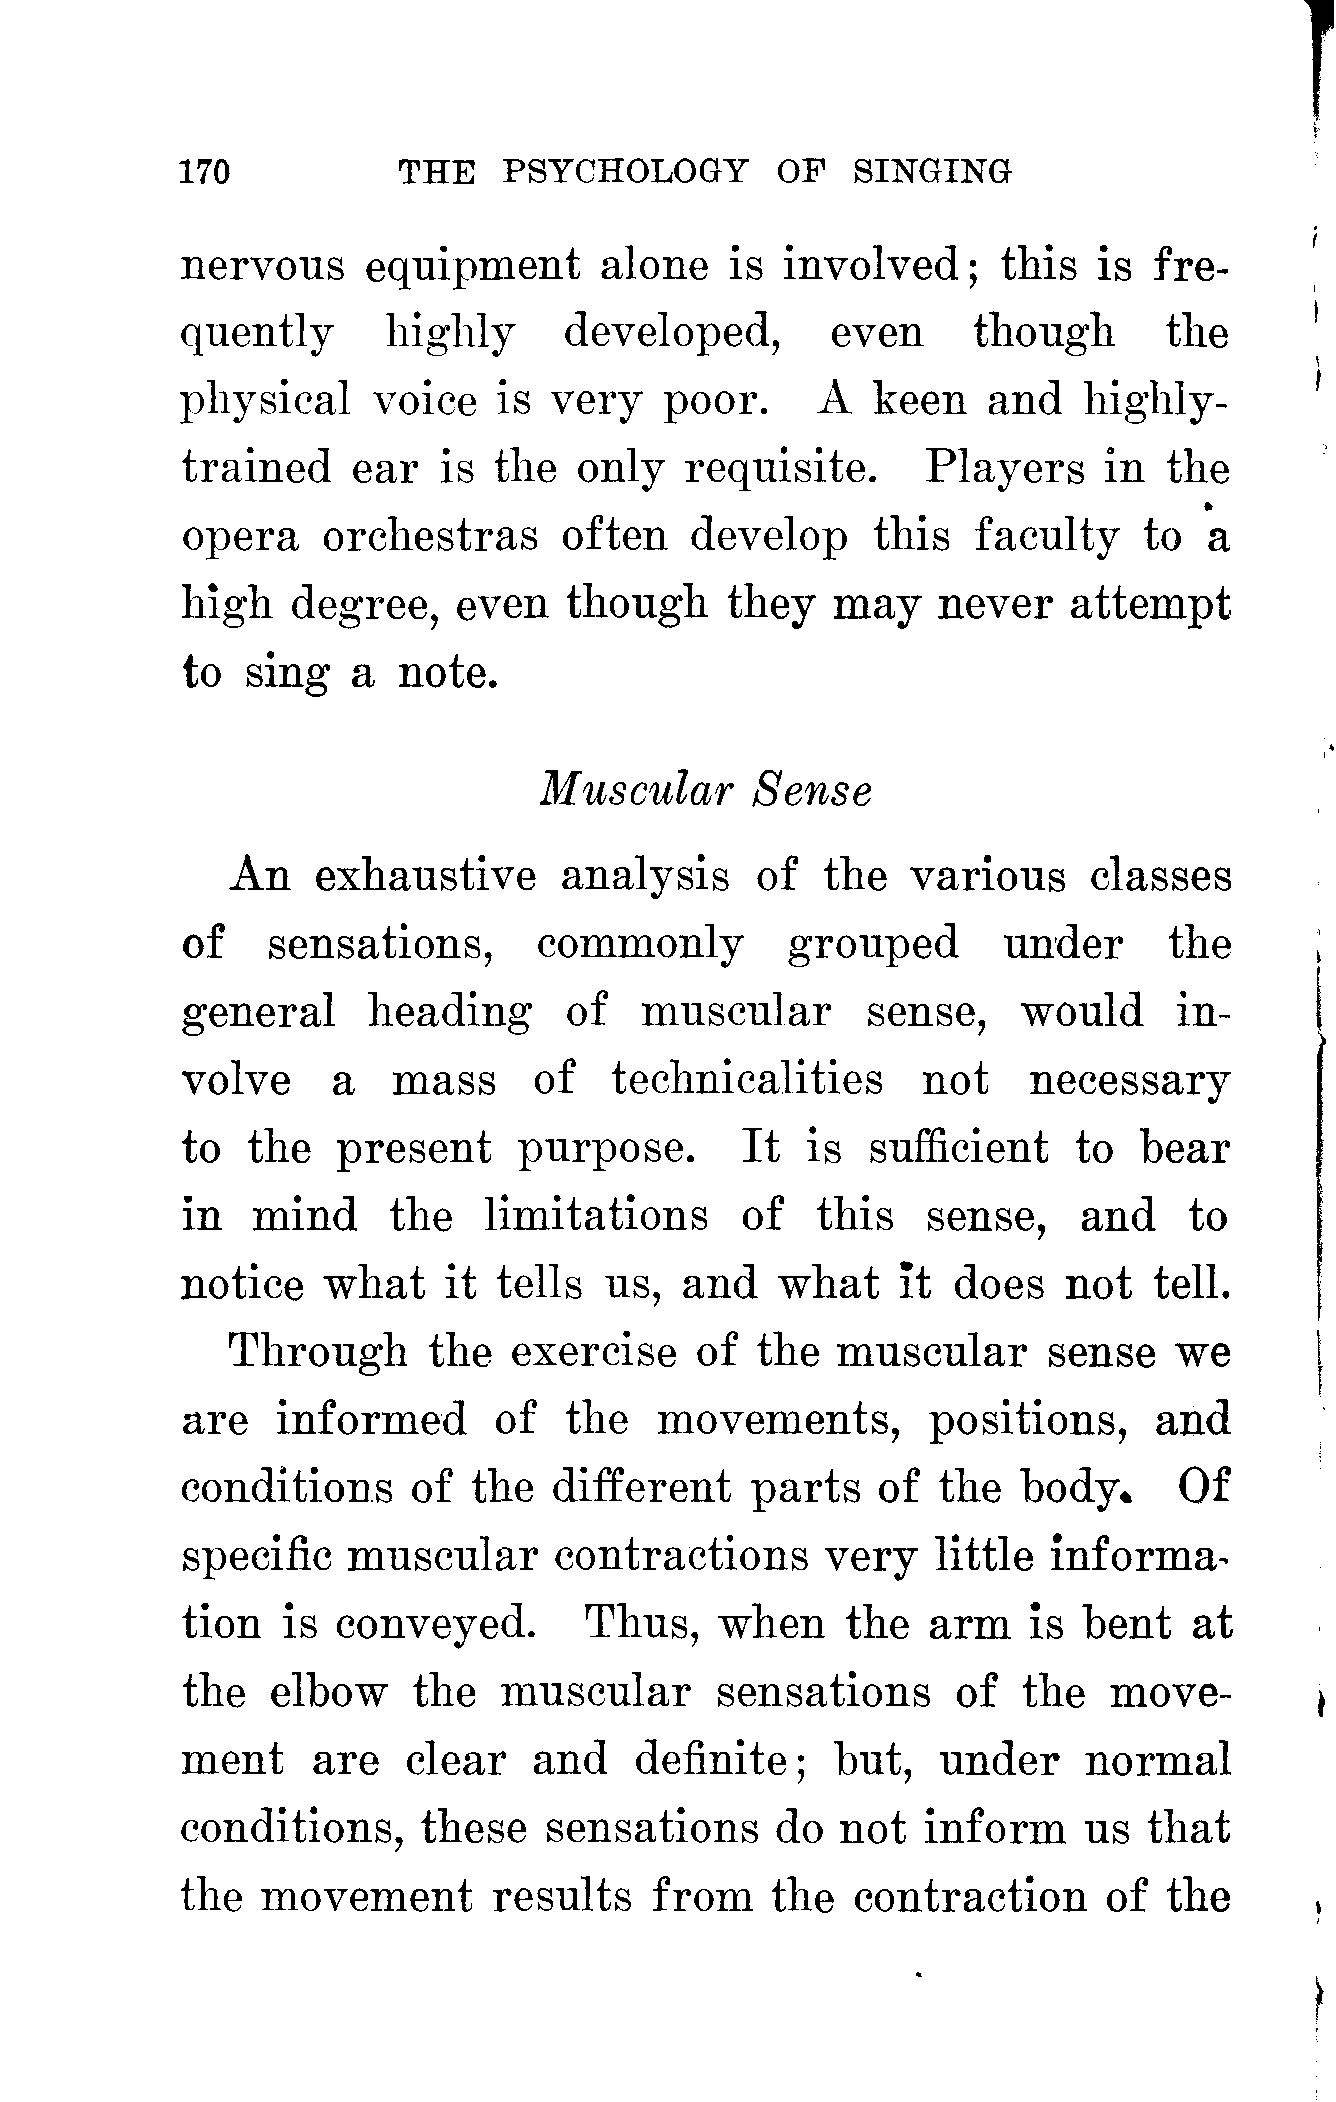 170 THE PSYCHOLOGY OF SINGING
nervous equipment alone is involved; this is fre-
quently highly developed, even though the
physical voice is very poor. A keen and highly-
trained ear is the only requisite. Players in the
opera orchestras often develop this faculty to a
high degree, even though they may never attempt
to sing a note.
Muscular Sense
An exhaustive analysis of the various classes
of sensations, commonly grouped under the
general heading of muscular sense, would in-
volve a mass of technicalities not necessary
to the present purpose. It is sufficient to bear
in mind the limitations of this sense, and to
notice what it tells us, and what it does not tell.
Through the exercise of the muscular sense we
are informed of the movements, positions, and
conditions of the different parts of the body. Of
specific muscular contractions very little informa-
tion is conveyed. Thus, when the arm is bent at
the elbow the muscular sensations of the move-
ment are clear and definite; but, under normal
conditions, these sensations do not inform us that
the movement results from the contraction of the